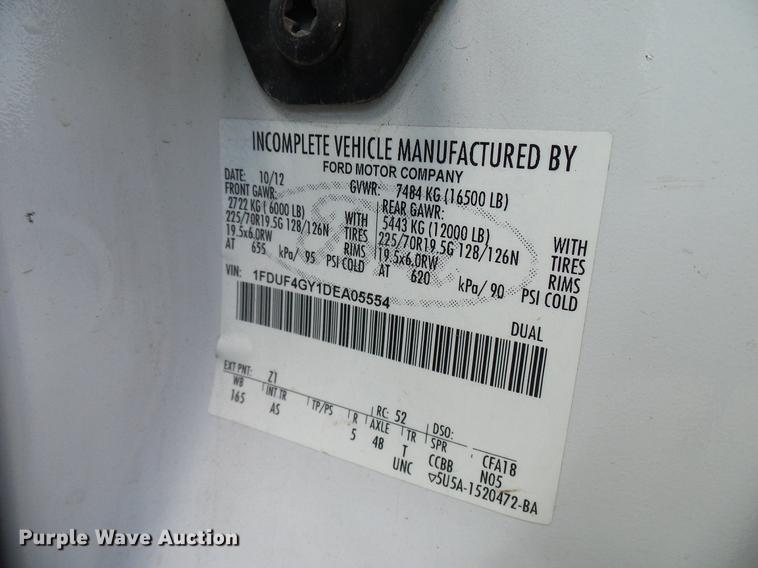 INCOMPLETE VEHICLE MANUFACTURED BY
FORD MOTOR COMPANY
DATE: 10/12 GVWR: 7484 KG (16500 LB)
FRONT GAWR: REAR GAWR:
2722 KG ( 6000 LB) WITH 5443 KG (12000 LB) WITH
225/70R19.5G 128/126N TIRES 225/70R19.5G 128/126N TIRES
19.5x6.0RW RIMS 19.5x6.0RW RIMS
AT 655 kPa/ 95 PSI COLD AT 620 kPa/ 90 PSI COLD
VIN: 1FDUF4GY1DEA05554
DUAL
EXT PNT: Z1 RC: 52 DSO:
WB INT TR TP/PS R AXLE TR SPR CFA18
165 AS 5 48 T CCBB N05
UNC 5U5A-1520472-BA
Purple Wave Auction